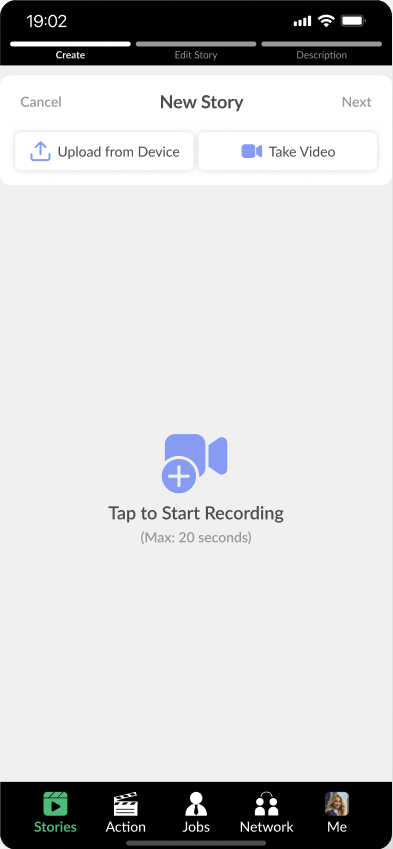 19:02
Create Edit Story Description
Cancel New Story Next
Upload from Device Take Video
Tap to Start Recording
(Max: 20 seconds)
Stories Action Jobs Network Me